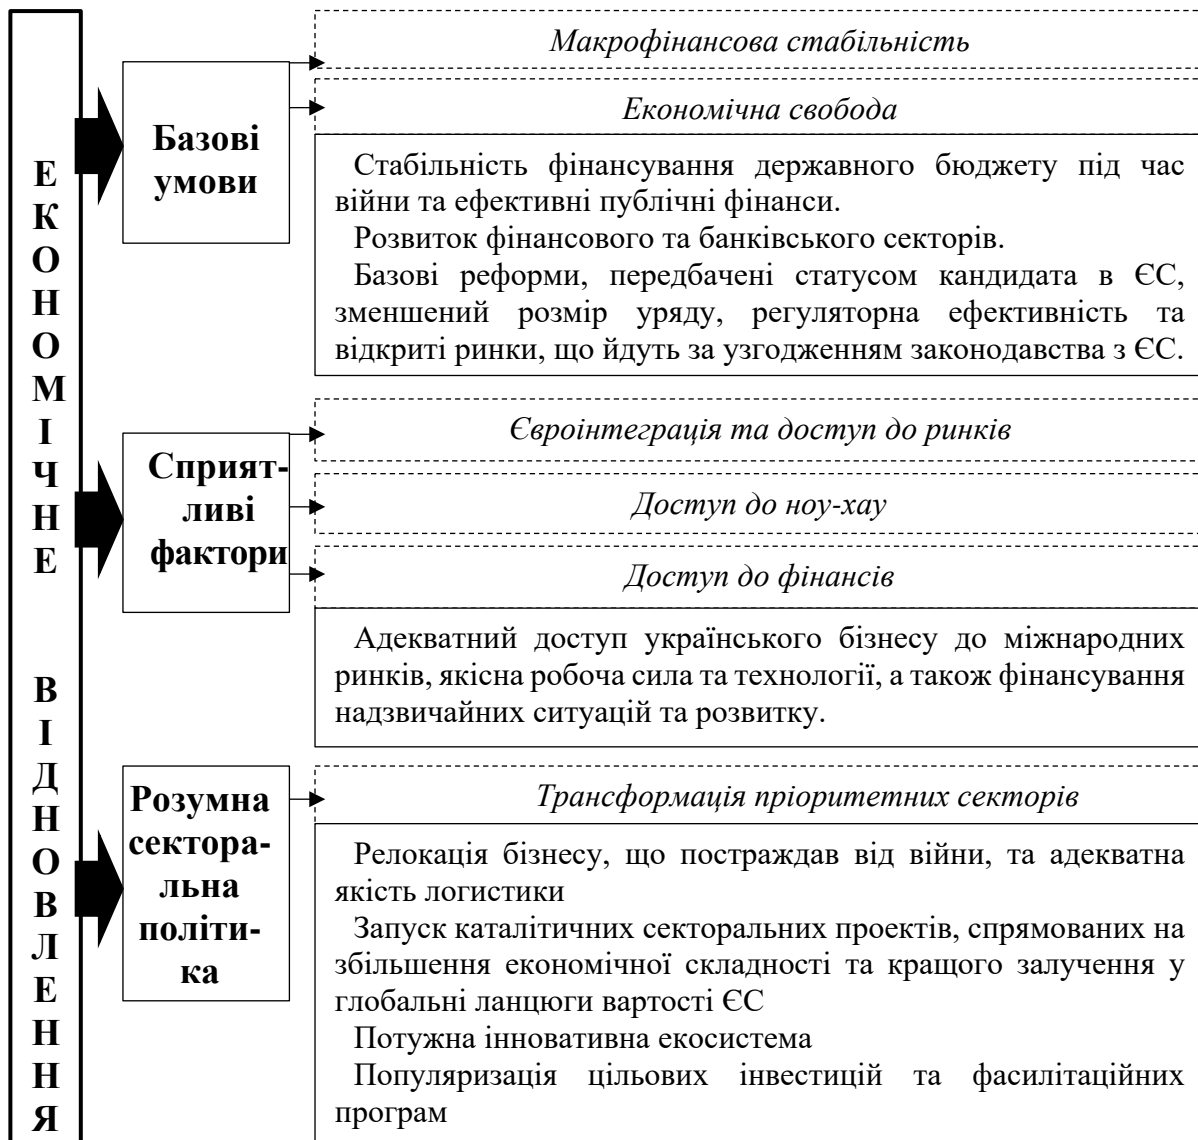 ЕКОНОМІЧНЕ ВІДНОВЛЕННЯ
Базові
умови
Макрофінансова стабільність
Економічна свобода
Стабільність фінансування державного бюджету під час
війни та ефективні публічні фінанси.
Розвиток фінансового та банківського секторів.
Базові реформи, передбачені статусом кандидата в ЄС,
зменшений розмір уряду, регуляторна ефективність та
відкриті ринки, що йдуть за узгодженням законодавства з ЄС.
Сприят-
ливі
фактори
Євроінтеграція та доступ до ринків
Доступ до ноу-хау
Доступ до фінансів
Адекватний доступ українського бізнесу до міжнародних
ринків, якісна робоча сила та технології, а також фінансування
надзвичайних ситуацій та розвитку.
Розумна
сектора-
льна
політи-
ка
Трансформація пріоритетних секторів
Релокація бізнесу, що постраждав від війни, та адекватна
якість логистики
Запуск каталітичних секторальних проектів, спрямованих на
збільшення економічної складності та кращого залучення у
глобальні ланцюги вартості ЄС
Потужна інновативна екосистема
Популяризація цільових інвестицій та фасилітаційних
програм